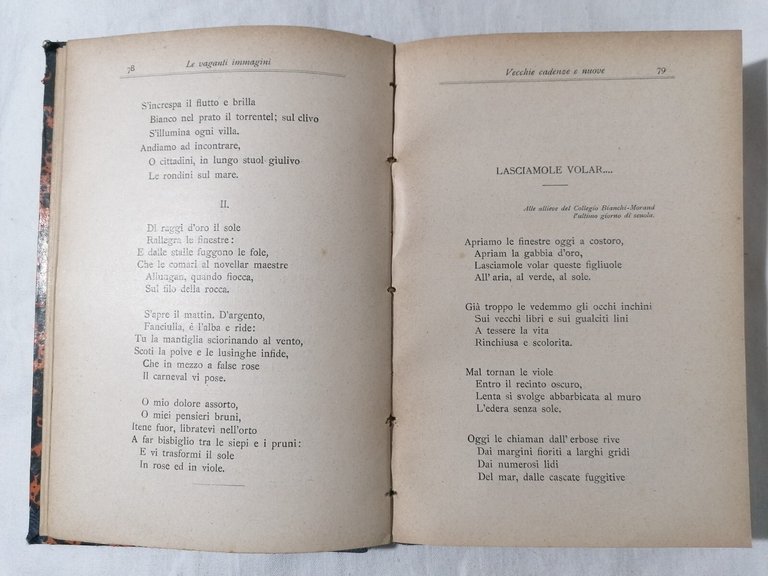 78
Le vaganti immagini
S'increspa il flutto e brilla
Bianco nel prato il torrentel; sul clivo
S'illumina ogni villa.
Andiamo ad incontrare,
O cittadini, in lungo stuol giulivo
Le rondini sul mare.
II.
Di raggi d'oro il sole
Rallegra le finestre:
E dalle stalle fuggono le fole,
Che le comari al novellar maestre
Allungan, quando fiocca,
Sul filo della rocca.
S'apre il mattin. D'argento,
Fanciulla, è l'alba e ride:
Tu la mantiglia sciorinando al vento,
Scoti la polve e le lusinghe infide,
Che in mezzo a false rose
Il carneval vi pose.
O mio dolore assorto,
O miei pensieri bruni,
Itene fuor, libratevi nell'orto
A far bisbiglio tra le siepi e i pruni:
E vi trasformi il sole
In rose ed in viole.
Vecchie cadenze e nuove
79
LASCIAMOLE VOLAR....
Alle allieve del Collegio Bianchi-Morand
l'ultimo giorno di scuola.
Apriamo le finestre oggi a costoro,
Apriam la gabbia d'oro,
Lasciamole volar queste figliuole
All'aria, al verde, al sole.
Già troppo le vedemmo gli occhi inchini
Sui vecchi libri e sui gualciti lini
A tessere la vita
Rinchiusa e scolorita.
Mal tornan le viole
Entro il recinto oscuro,
Lenta si svolge abbarbicata al muro
L'edera senza sole.
Oggi le chiaman dall'erbose rive
Dai margini fioriti a larghi gridi
Dai numerosi lidi
Del mar, dalle cascate fuggitive